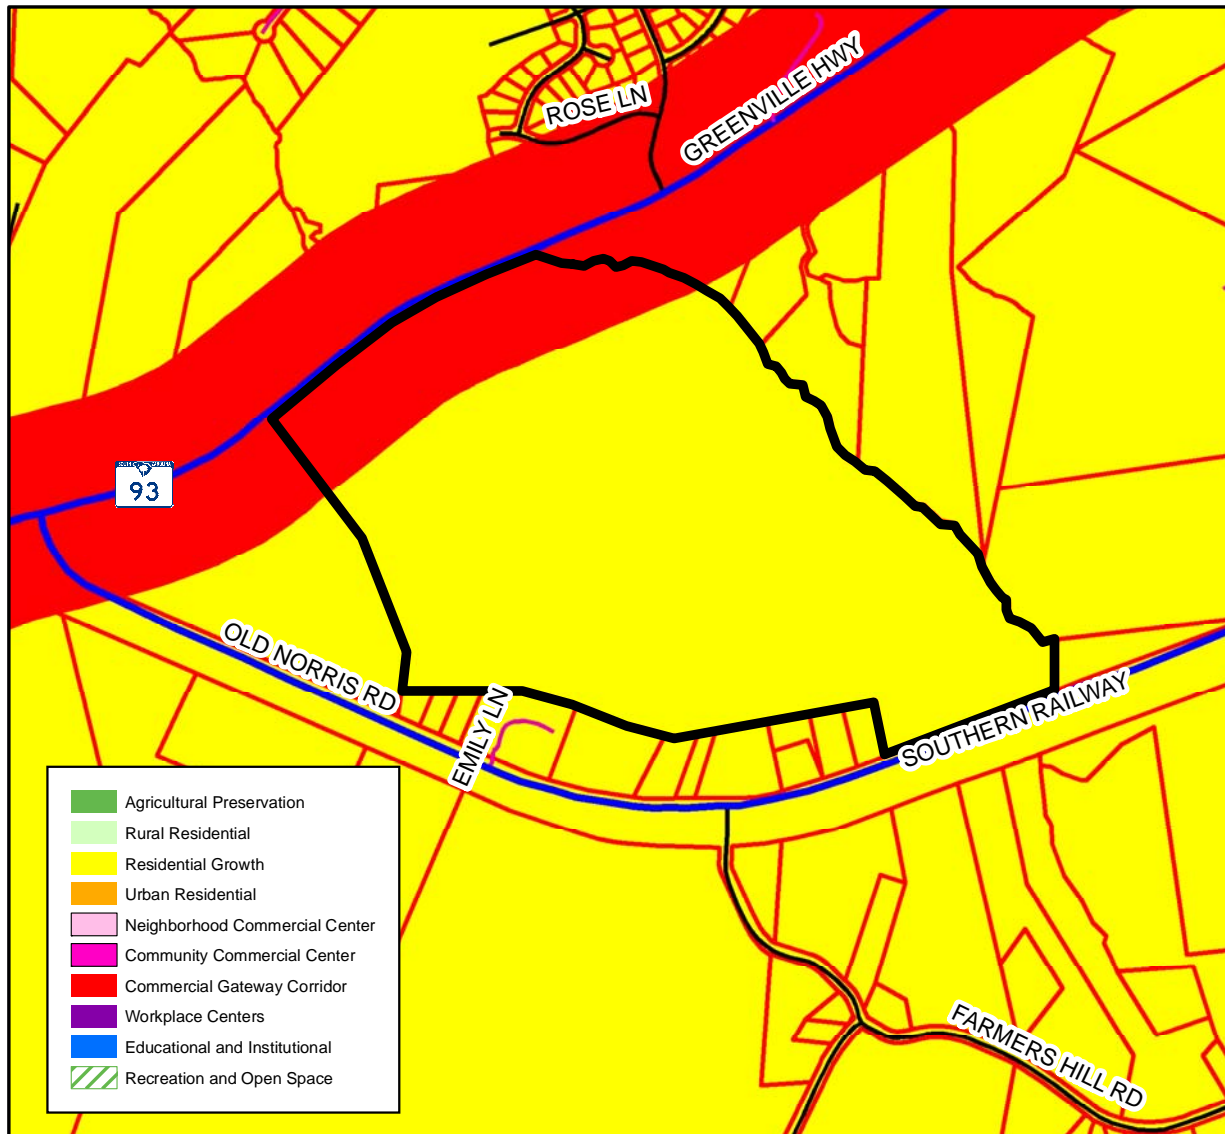 ROSE LN
GREENVILLE HWY
93
OLD NORRIS RD
EMILY LN
SOUTHERN RAILWAY
FARMERS HILL RD
Agricultural Preservation
Rural Residential
Residential Growth
Urban Residential
Neighborhood Commercial Center
Community Commercial Center
Commercial Gateway Corridor
Workplace Centers
Educational and Institutional
Recreation and Open Space